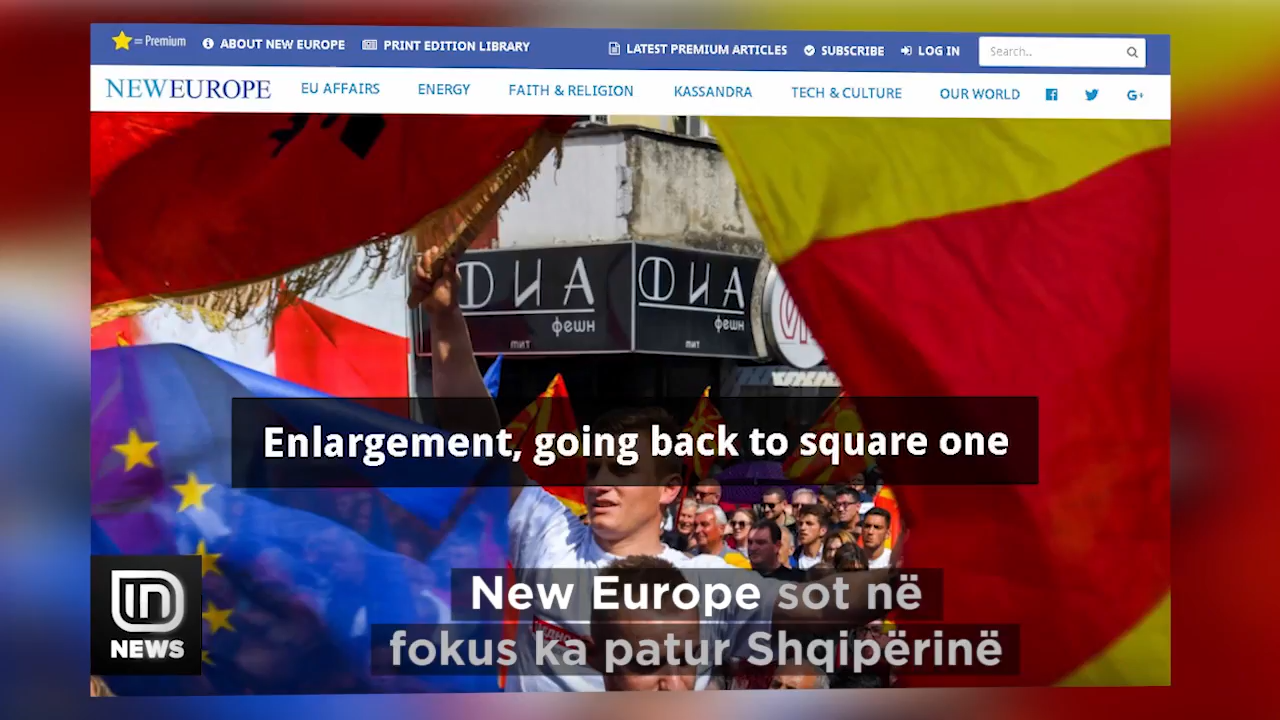 = Premium ABOUT NEW EUROPE PRINT EDITION LIBRARY LATEST PREMIUM ARTICLES SUBSCRIBE LOG IN Search..
NEWEUROPE EU AFFAIRS ENERGY FAITH & RELIGION KASSANDRA TECH & CULTURE OUR WORLD G+
ФИА ФИА
фешн фешн
пит пит
Enlargement, going back to square one
New Europe sot në
fokus ka patur Shqipërinë
IN
NEWS